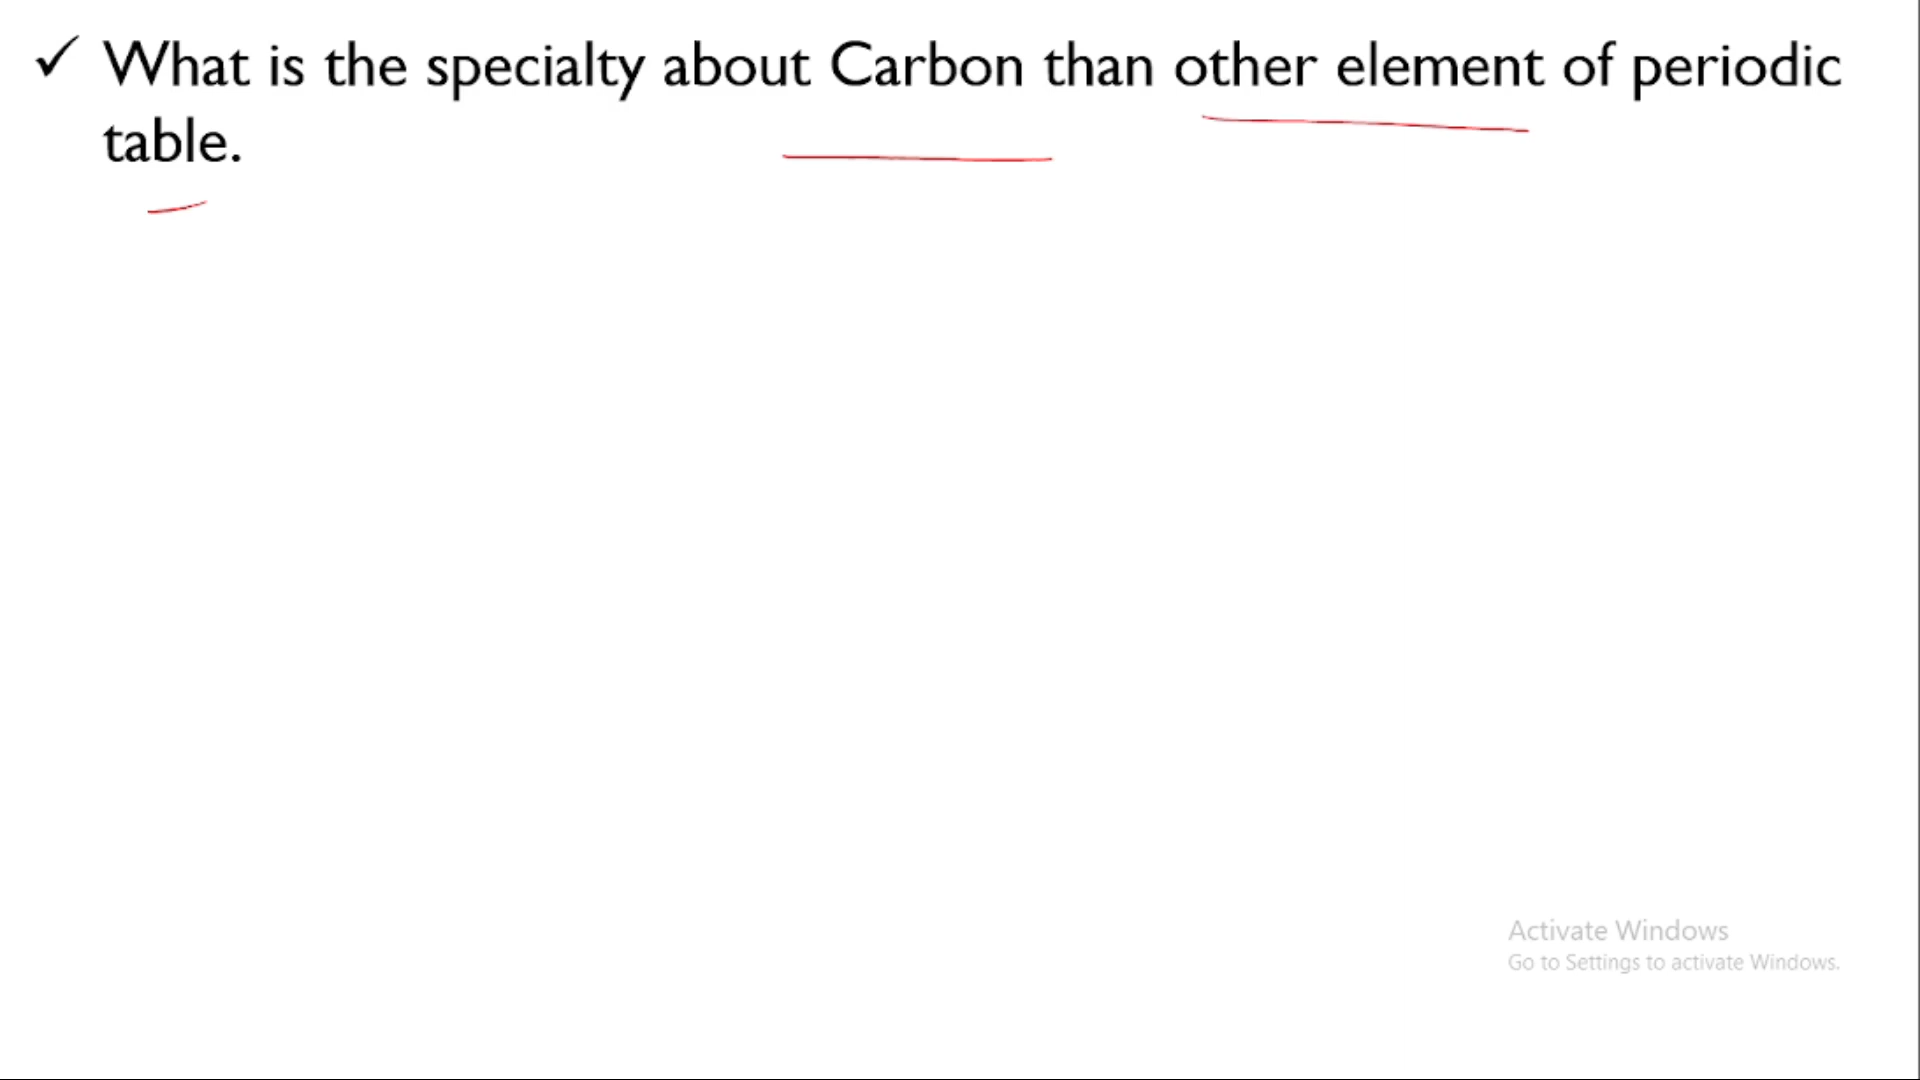 ✓ What is the specialty about Carbon than other element of periodic
table.
Activate Windows
Go to Settings to activate Windows.